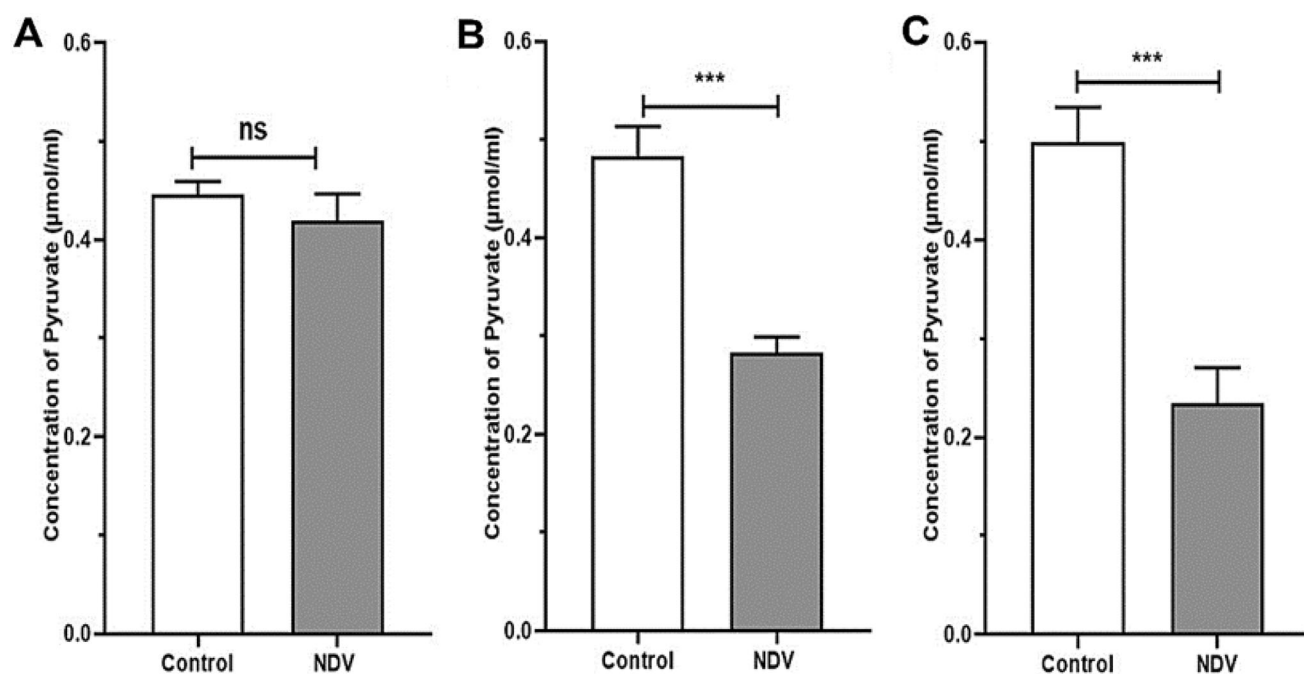 A
Concentration of Pyruvate (µmol/ml)
0.6
0.4
0.2
0.0
ns
Control
NDV
B
Concentration of Pyruvate (µmol/ml)
0.6
0.4
0.2
0.0
***
Control
NDV
C
Concentration of Pyruvate (µmol/ml)
0.6
0.4
0.2
0.0
***
Control
NDV